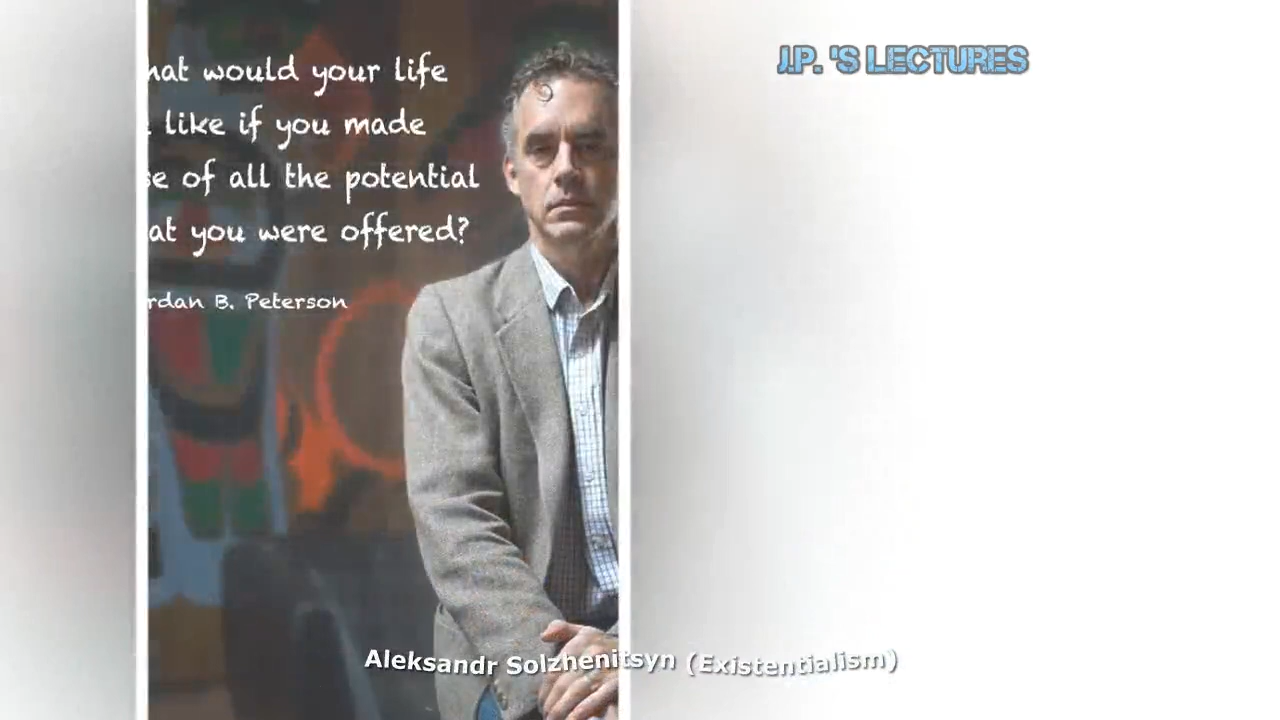 hat would your life
like if you made
se of all the potential
at you were offered?
rdan B. Peterson
J.P. 'S LECTURES
Aleksandr Solzhenitsyn (Existentialism)